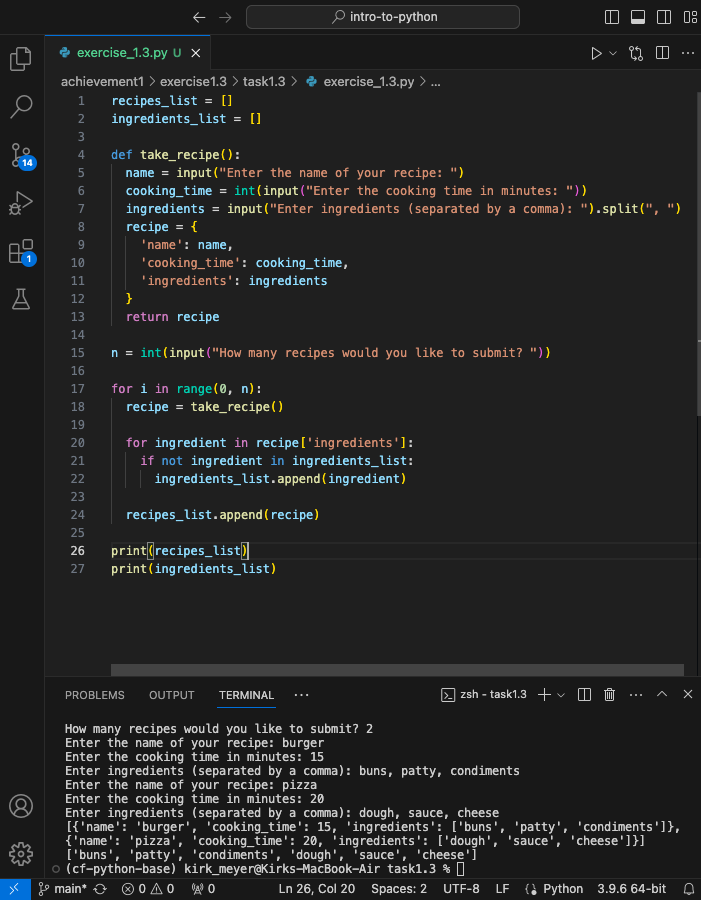 intro-to-python
exercise_1.3.py U
achievement1 > exercise1.3 > task1.3 > exercise_1.3.py > ...
1 recipes_list = []
2 ingredients_list = []
3
4 def take_recipe():
5   name = input("Enter the name of your recipe: ")
6   cooking_time = int(input("Enter the cooking time in minutes: "))
7   ingredients = input("Enter ingredients (separated by a comma): ").split(", ")
8   recipe = {
9     'name': name,
10     'cooking_time': cooking_time,
11     'ingredients': ingredients
12   }
13   return recipe
14
15 n = int(input("How many recipes would you like to submit? "))
16
17 for i in range(0, n):
18   recipe = take_recipe()
19
20   for ingredient in recipe['ingredients']:
21     if not ingredient in ingredients_list:
22       ingredients_list.append(ingredient)
23
24   recipes_list.append(recipe)
25
26 print(recipes_list)
27 print(ingredients_list)
14
1
PROBLEMS OUTPUT TERMINAL ... zsh - task1.3
How many recipes would you like to submit? 2
Enter the name of your recipe: burger
Enter the cooking time in minutes: 15
Enter ingredients (separated by a comma): buns, patty, condiments
Enter the name of your recipe: pizza
Enter the cooking time in minutes: 20
Enter ingredients (separated by a comma): dough, sauce, cheese
[{'name': 'burger', 'cooking_time': 15, 'ingredients': ['buns', 'patty', 'condiments']},
{'name': 'pizza', 'cooking_time': 20, 'ingredients': ['dough', 'sauce', 'cheese']}]
['buns', 'patty', 'condiments', 'dough', 'sauce', 'cheese']
(cf-python-base) kirk_meyer@Kirks-MacBook-Air task1.3 %
main* 0 0 0 Ln 26, Col 20 Spaces: 2 UTF-8 LF Python 3.9.6 64-bit